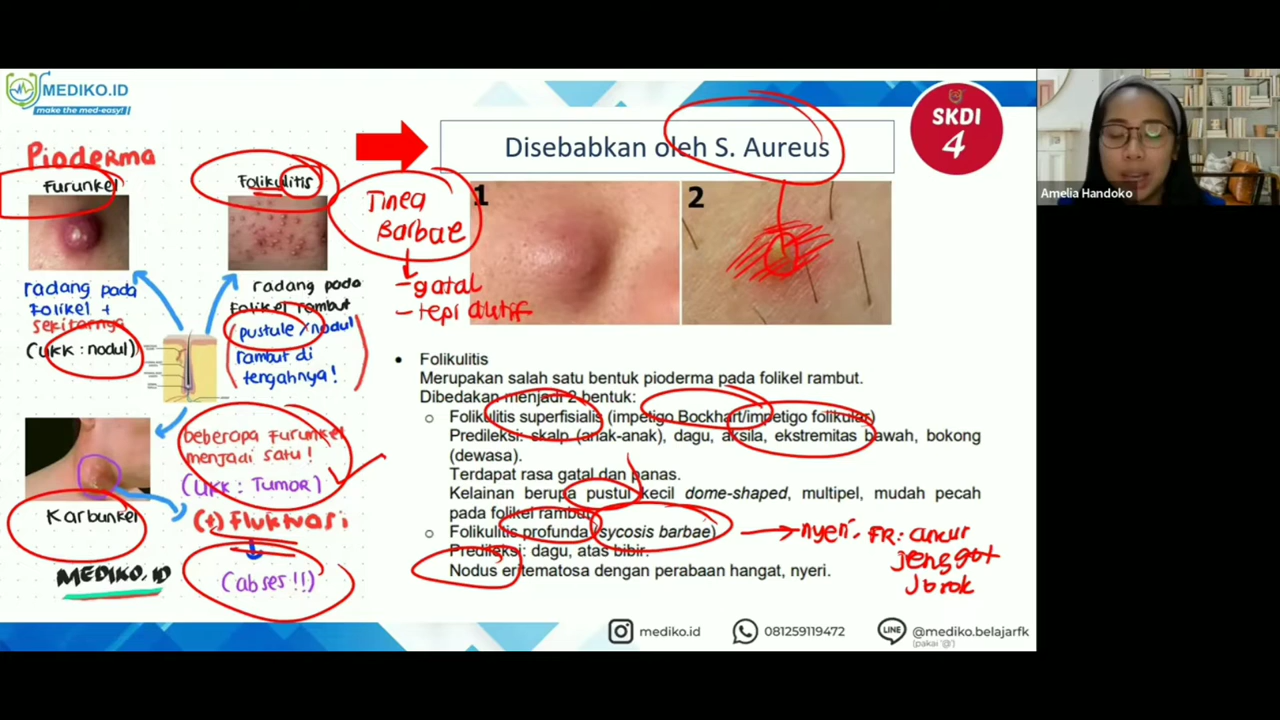 MEDIKO.ID
make the med-easy!
Pioderma
Furunkel
Folikulitis
radang pada
folikel +
sekitarnya
(UKK : nodul)
radang pada
folikel rambut
(pustule / nodul
rambut di
tengahnya!)
beberapa furunkel
menjadi satu!
(UKK : Tumor)
Karbunkel
(+) Fluktuasi
(abses !!)
MEDIKO.ID
Tinea
Barbae
- gatal
- tepi aktif
Disebabkan oleh S. Aureus
SKDI
4
1
2
• Folikulitis
Merupakan salah satu bentuk pioderma pada folikel rambut.
Dibedakan menjadi 2 bentuk:
o Folikulitis superfisialis (impetigo Bockhart/impetigo folikular)
Predileksi: skalp (anak-anak), dagu, aksila, ekstremitas bawah, bokong
(dewasa).
Terdapat rasa gatal dan panas.
Kelainan berupa pustul kecil dome-shaped, multipel, mudah pecah
pada folikel rambut
o Folikulitis profunda (sycosis barbae)
Predileksi: dagu, atas bibir.
Nodus eritematosa dengan perabaan hangat, nyeri.
nyeri. FR: cukur
jenggot
Jorok
mediko.id
081259119472
LINE
@mediko.belajarfk
(pakai '@')
Amelia Handoko